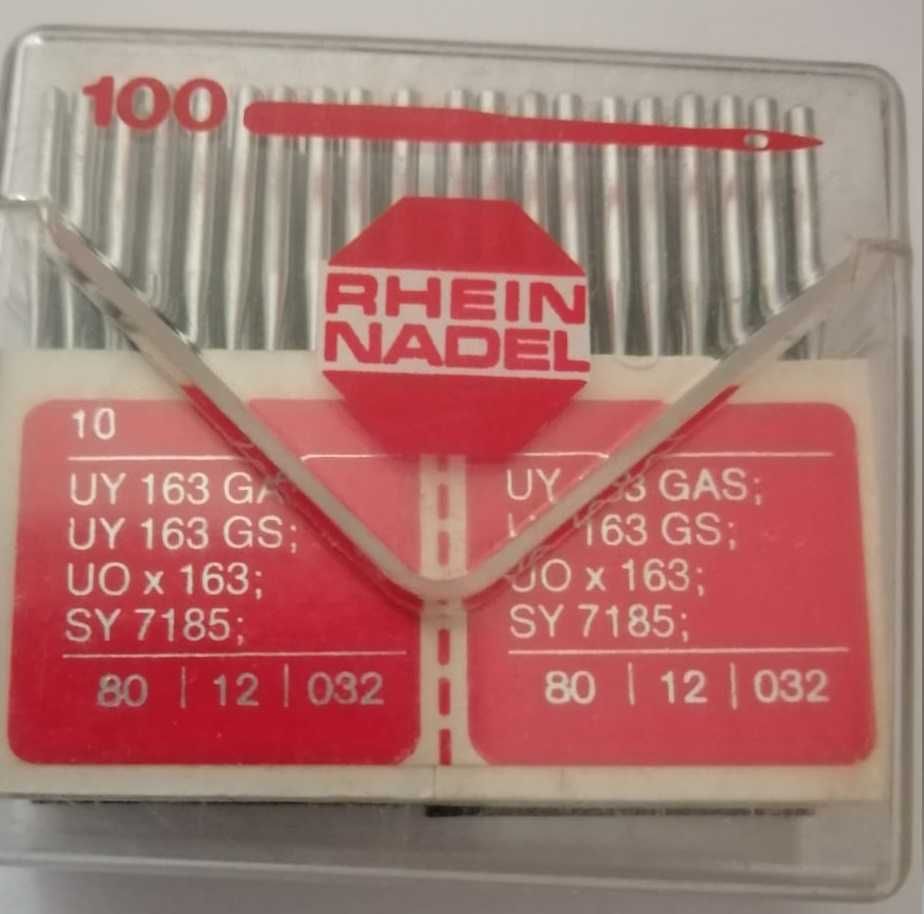 100
RHEIN
NADEL
10
UY 163 GA
UY 163 GS;
UO x 163;
SY 7185;
80 | 12 | 032
UY 3 GAS;
163 GS;
UO x 163;
SY 7185;
80 | 12 | 032